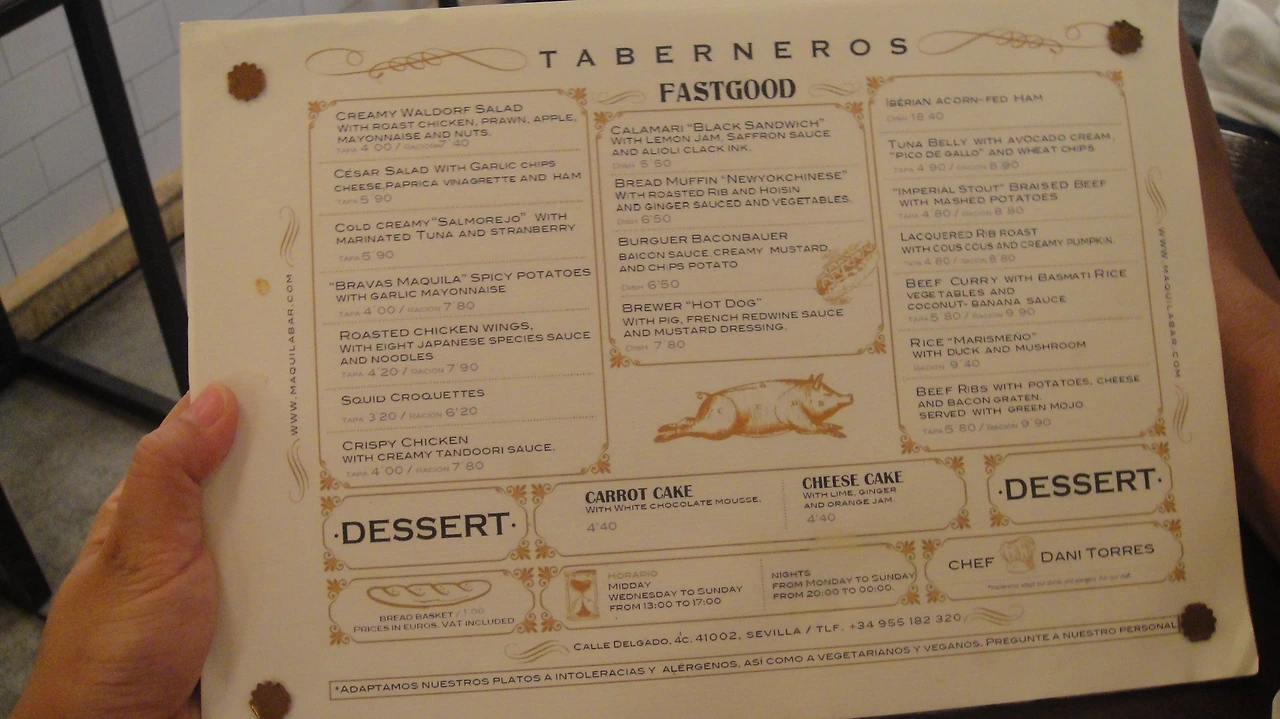 TABERNEROS
CREAMY WALDORF SALAD
WITH ROAST CHICKEN, PRAWN, APPLE,
MAYONNAISE AND NUTS.
TAPA 4'00 / RACION 7'40
CÉSAR SALAD WITH GARLIC CHIPS
CHEESE,PAPRICA VINAGRETTE AND HAM
TAPA 5'90
COLD CREAMY "SALMOREJO" WITH
MARINATED TUNA AND STRANBERRY
TAPA 5'90
"BRAVAS MAQUILA" SPICY POTATOES
WITH GARLIC MAYONNAISE
TAPA 4'00 / RACION 7'80
ROASTED CHICKEN WINGS,
WITH EIGHT JAPANESE SPECIES SAUCE
AND NOODLES
TAPA 4'20 / RACION 7'90
SQUID CROQUETTES
TAPA 3'20 / RACION 6'20
CRISPY CHICKEN
WITH CREAMY TANDOORI SAUCE.
TAPA 4'00 / RACION 7'80
FASTGOOD
CALAMARI "BLACK SANDWICH"
WITH LEMON JAM, SAFFRON SAUCE
AND ALIOLI CLACK INK.
DISH 5'50
BREAD MUFFIN "NEWYOKCHINESE"
WITH ROASTED RIB AND HOISIN
AND GINGER SAUCED AND VEGETABLES.
DISH 6'50
BURGUER BACONBAUER
BAICON SAUCE,CREAMY MUSTARD,
AND CHIPS POTATO
DISH 6'50
BREWER "HOT DOG"
WITH PIG, FRENCH REDWINE SAUCE
AND MUSTARD DRESSING.
DISH 7'80
IBERIAN ACORN-FED HAM
DISH 18'40
TUNA BELLY WITH AVOCADO CREAM,
"PICO DE GALLO" AND WHEAT CHIPS
TAPA 4'90 / RACION 8'90
"IMPERIAL STOUT" BRAISED BEEF
WITH MASHED POTATOES
TAPA 4'80 / RACION 8'80
LACQUERED RIB ROAST
WITH COUS COUS AND CREAMY PUMPKIN.
TAPA 4'80 / RACION 8'80
BEEF CURRY WITH BASMATI RICE
VEGETABLES AND
COCONUT- BANANA SAUCE
TAPA 5'80 / RACION 9'90
RICE "MARISMEÑO"
WITH DUCK AND MUSHROOM
RACION 9'40
BEEF RIBS WITH POTATOES, CHEESE
AND BACON GRATEN.
SERVED WITH GREEN MOJO
TAPA 5'80 / RACION 9'90
WWW.MAQUILABAR.COM
WWW.MAQUILABAR.COM
·DESSERT·
CARROT CAKE
WITH WHITE CHOCOLATE MOUSSE.
4'40
CHEESE CAKE
WITH LIME, GINGER
AND ORANGE JAM.
4'40
·DESSERT·
BREAD BASKET / 1'00
PRICES IN EUROS. VAT INCLUDED
HORARIO
MIDDAY
WEDNESDAY TO SUNDAY
FROM 13:00 TO 17:00
NIGHTS
FROM MONDAY TO SUNDAY
FROM 20:00 TO 00:00.
CHEF DANI TORRES
CALLE DELGADO, 4C. 41002, SEVILLA / TLF. +34 955 182 320
*ADAPTAMOS NUESTROS PLATOS A INTOLERACIAS Y ALÉRGENOS, ASÍ COMO A VEGETARIANOS Y VEGANOS. PREGUNTE A NUESTRO PERSONAL